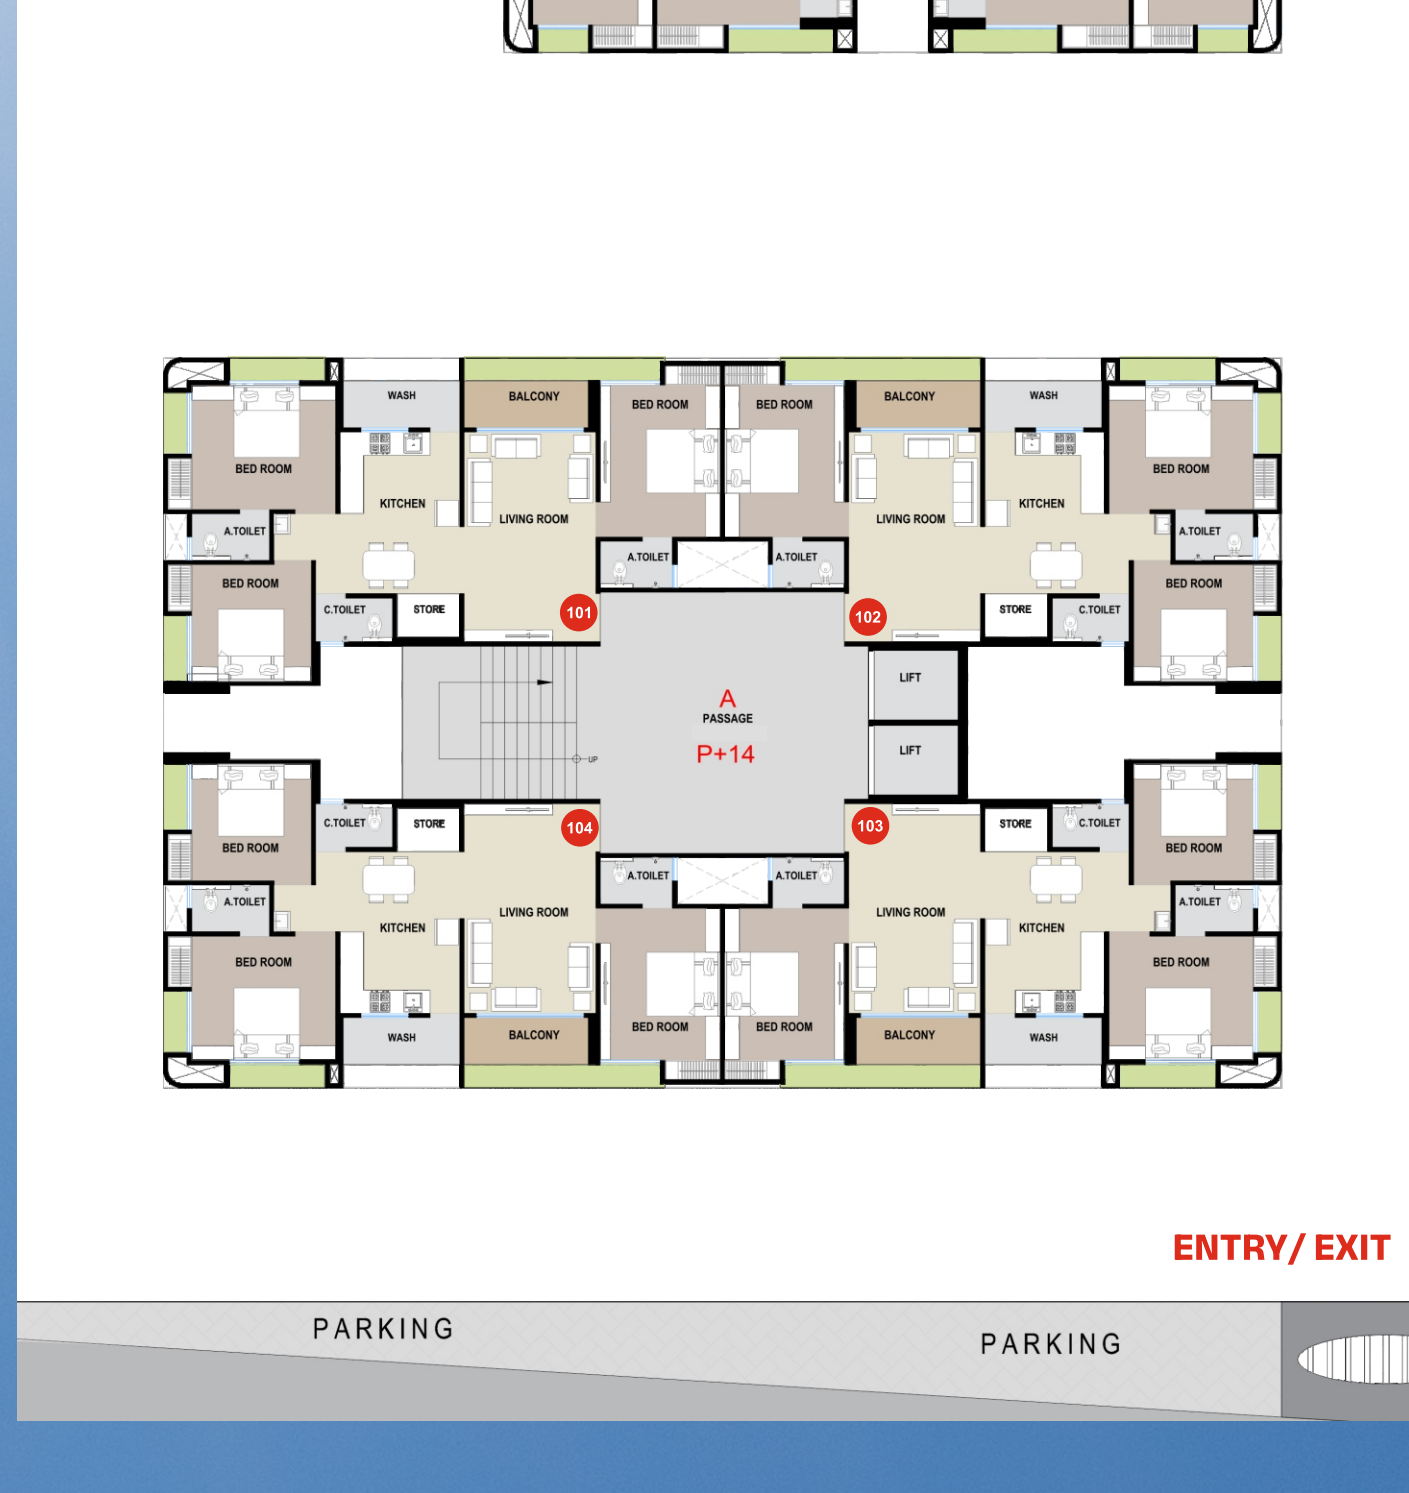 WASH
BALCONY
BED ROOM
BED ROOM
BALCONY
WASH
BED ROOM
BED ROOM
KITCHEN
KITCHEN
LIVING ROOM
LIVING ROOM
A.TOILET
A.TOILET
A.TOILET
A.TOILET
BED ROOM
BED ROOM
C.TOILET
STORE
101
102
STORE
C.TOILET
LIFT
A
PASSAGE
P+14
LIFT
UP
C.TOILET
STORE
104
103
STORE
C.TOILET
BED ROOM
BED ROOM
A.TOILET
A.TOILET
A.TOILET
A.TOILET
LIVING ROOM
LIVING ROOM
KITCHEN
KITCHEN
BED ROOM
BED ROOM
BED ROOM
BED ROOM
WASH
BALCONY
BALCONY
WASH
ENTRY/ EXIT
PARKING
PARKING